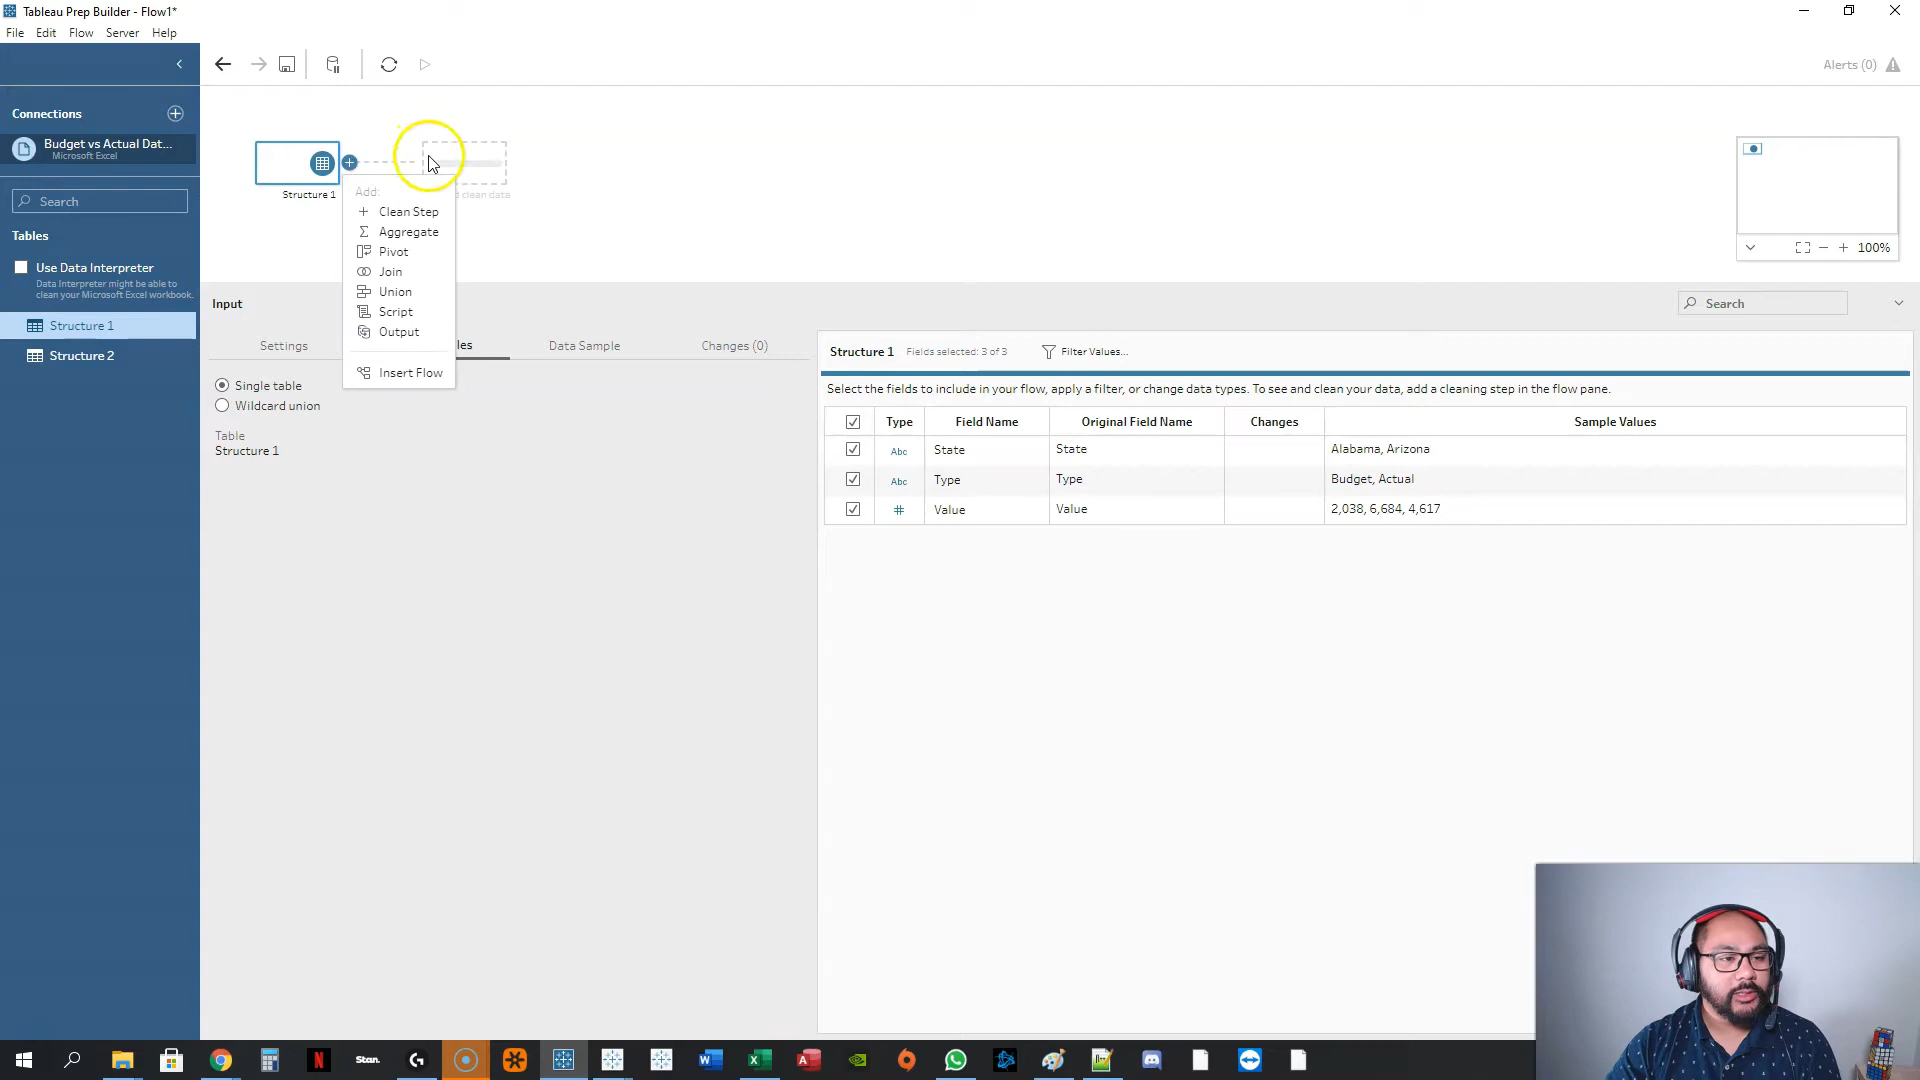 Tableau Prep Builder - Flow1*
File Edit Flow Server Help
Alerts (0)
Connections
Budget vs Actual Dat...
Microsoft Excel
Search
Tables
Use Data Interpreter
Data Interpreter might be able to
clean your Microsoft Excel workbook.
Structure 1
Structure 2
Structure 1
clean data
Add:
Clean Step
Aggregate
Pivot
Join
Union
Script
Output
Insert Flow
100%
Input
Search
Settings
les
Data Sample
Changes (0)
Single table
Wildcard union
Table
Structure 1
Structure 1 Fields selected: 3 of 3 Filter Values...
Select the fields to include in your flow, apply a filter, or change data types. To see and clean your data, add a cleaning step in the flow pane.
Type Field Name Original Field Name Changes Sample Values
Abc State State Alabama, Arizona
Abc Type Type Budget, Actual
# Value Value 2,038, 6,684, 4,617
Stan.